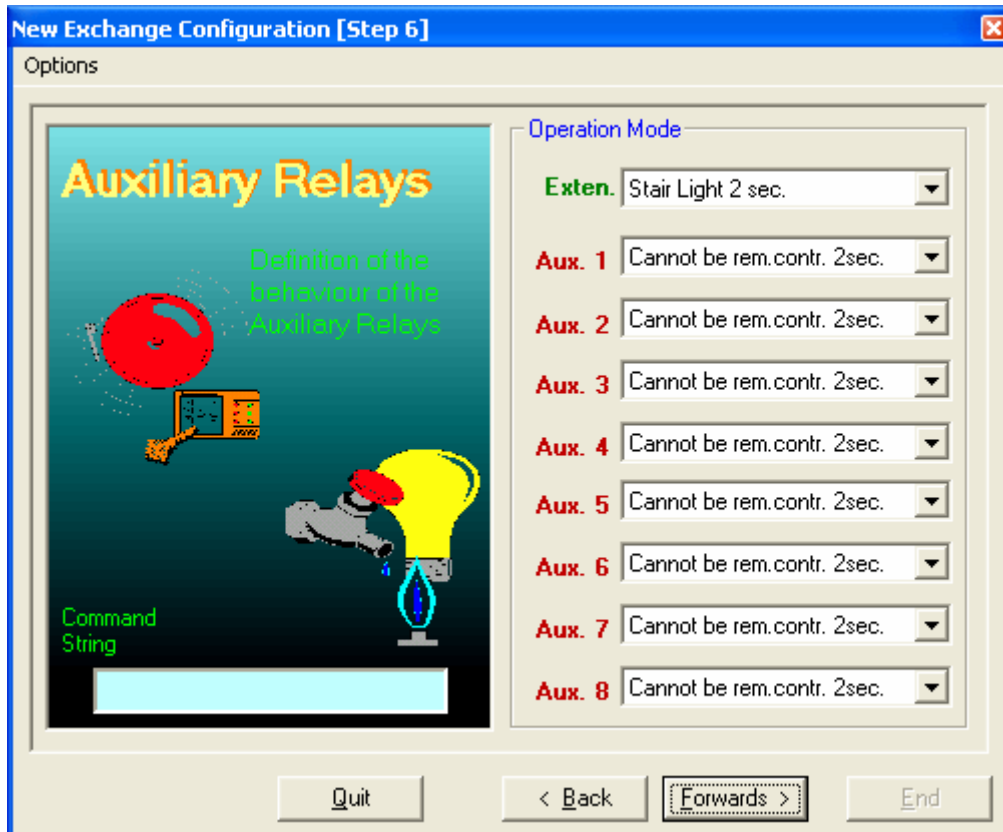 New Exchange Configuration [Step 6]
Options
Auxiliary Relays
Definition of the
behaviour of the
Auxiliary Relays
Command
String
Operation Mode
Exten. Stair Light 2 sec.
Aux. 1 Cannot be rem.contr. 2sec.
Aux. 2 Cannot be rem.contr. 2sec.
Aux. 3 Cannot be rem.contr. 2sec.
Aux. 4 Cannot be rem.contr. 2sec.
Aux. 5 Cannot be rem.contr. 2sec.
Aux. 6 Cannot be rem.contr. 2sec.
Aux. 7 Cannot be rem.contr. 2sec.
Aux. 8 Cannot be rem.contr. 2sec.
Quit
< Back
Forwards >
End